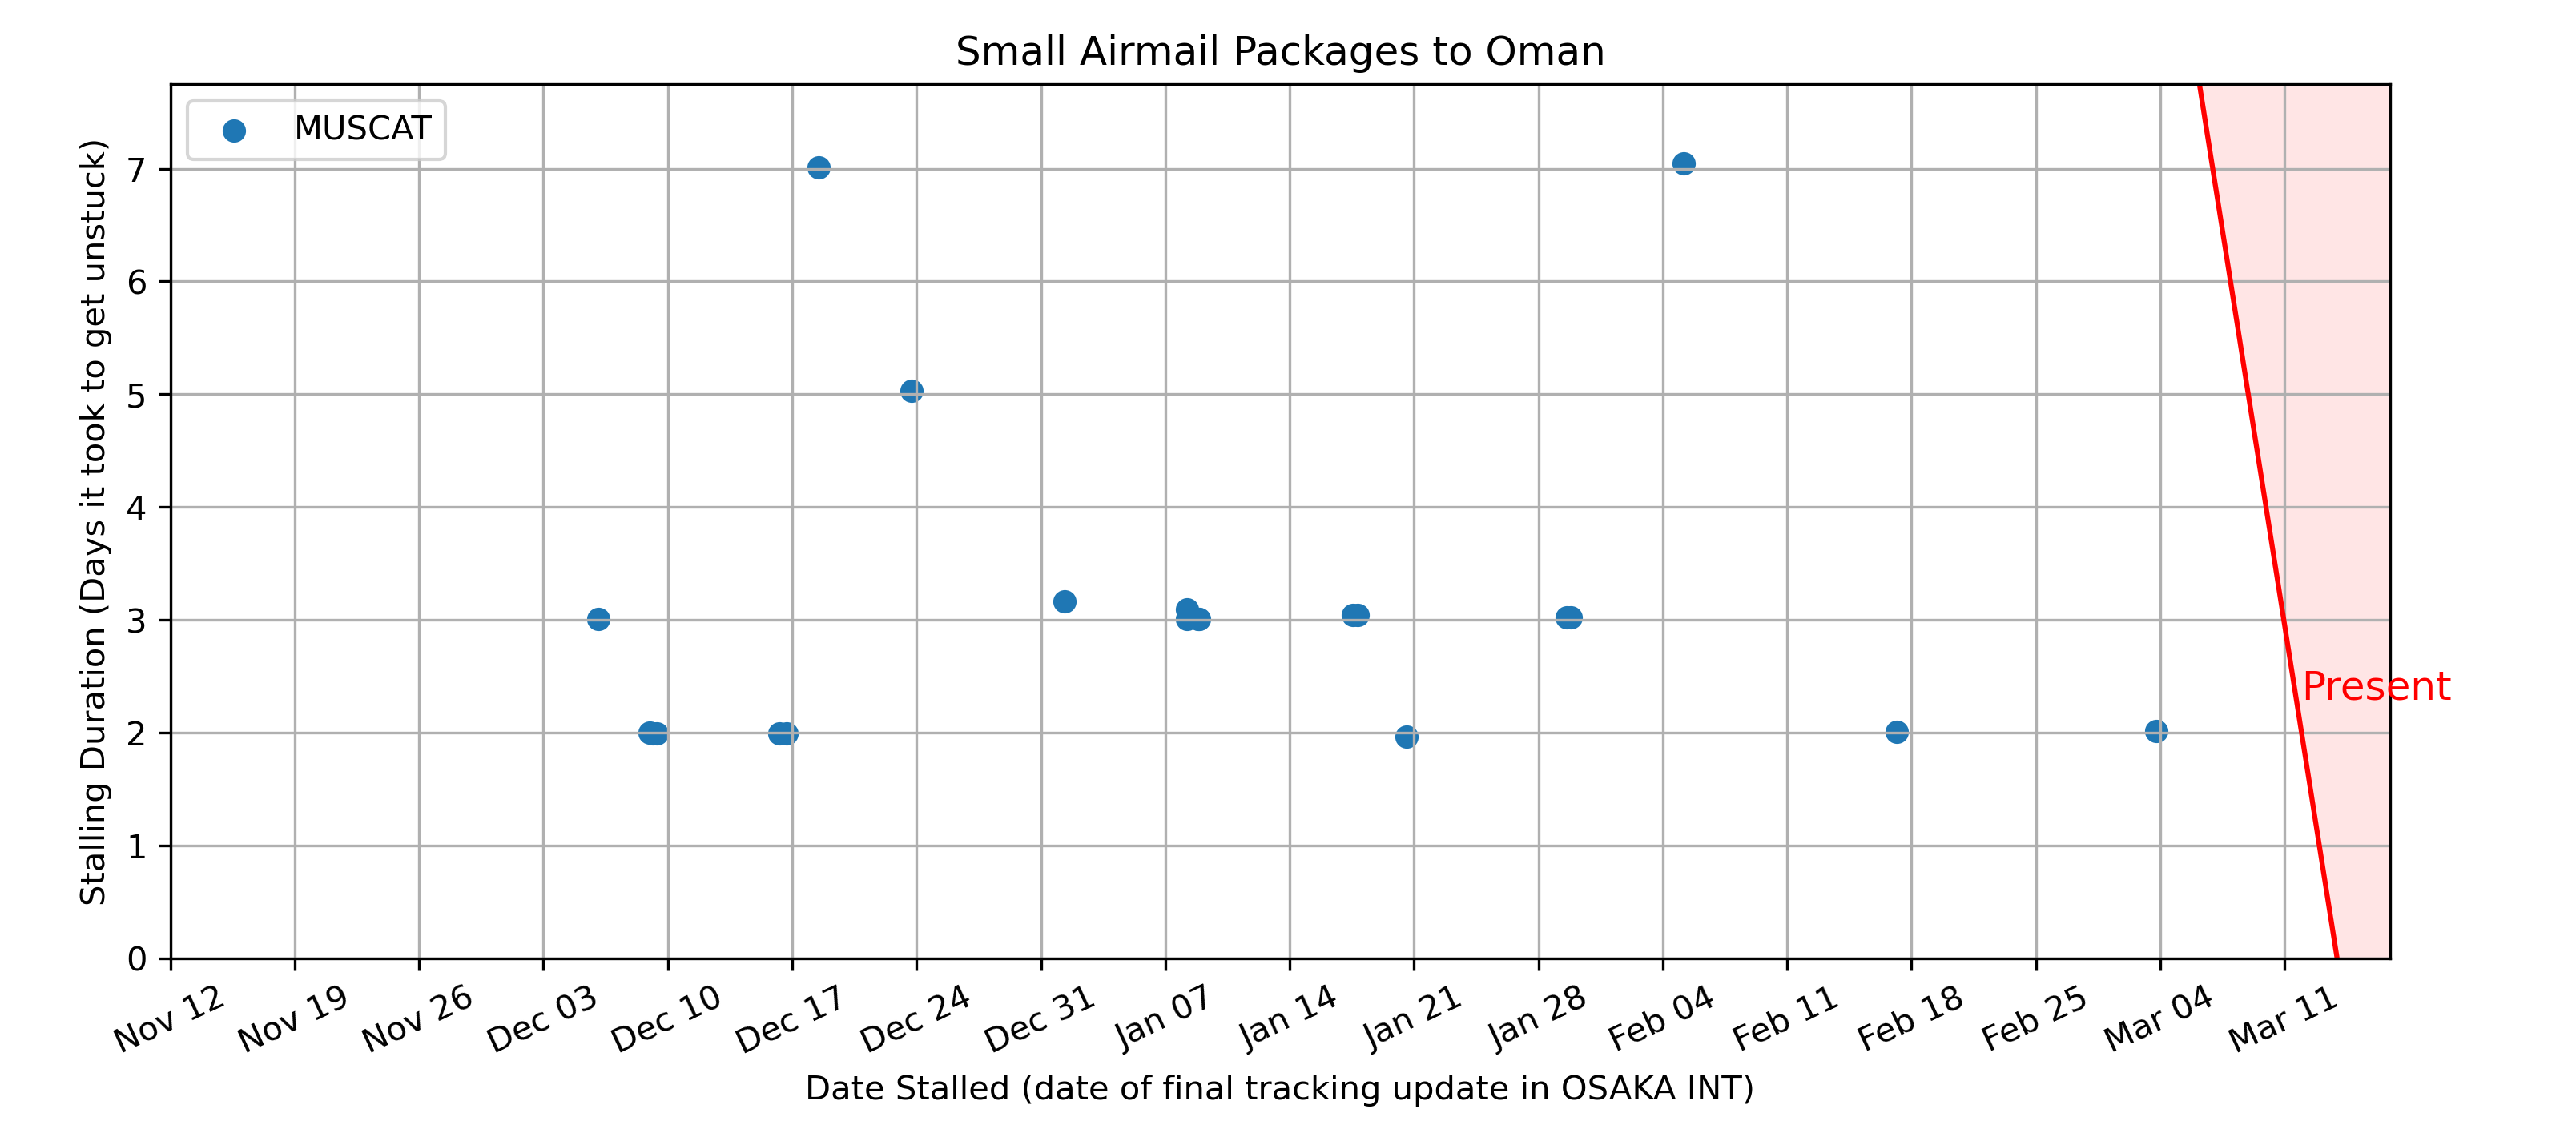 Small Airmail Packages to Oman
MUSCAT
Stalling Duration (Days it took to get unstuck)
7
6
5
4
3
2
1
0
Present
Nov 12 Nov 19 Nov 26 Dec 03 Dec 10 Dec 17 Dec 24 Dec 31 Jan 07 Jan 14 Jan 21 Jan 28 Feb 04 Feb 11 Feb 18 Feb 25 Mar 04 Mar 11
Date Stalled (date of final tracking update in OSAKA INT)